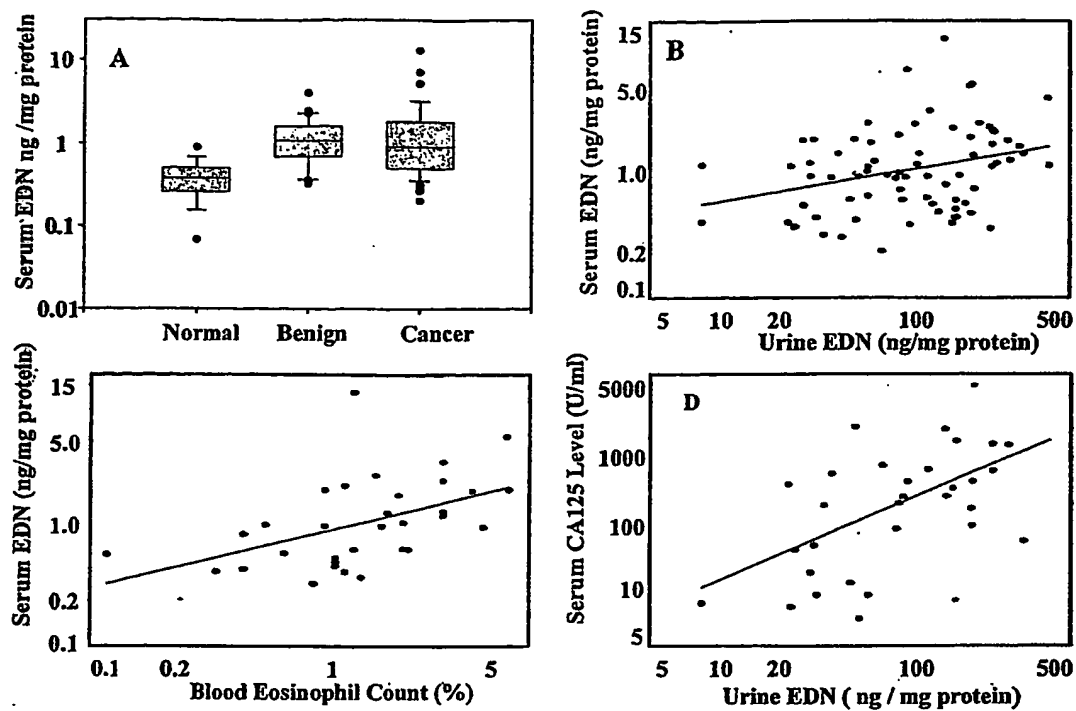 A
Serum EDN ng /mg protein
10
1
0.1
0.01
Normal Benign Cancer
B
Serum EDN (ng/mg protein)
15
5.0
1.0
0.2
0.1
5 10 20 100 500
Urine EDN (ng/mg protein)
Serum EDN (ng/mg protein)
15
5.0
1.0
0.2
0.1
0.1 0.2 1 5
Blood Eosinophil Count (%)
D
Serum CA125 Level (U/ml)
5000
1000
100
10
5
5 10 20 100 500
Urine EDN ( ng / mg protein)